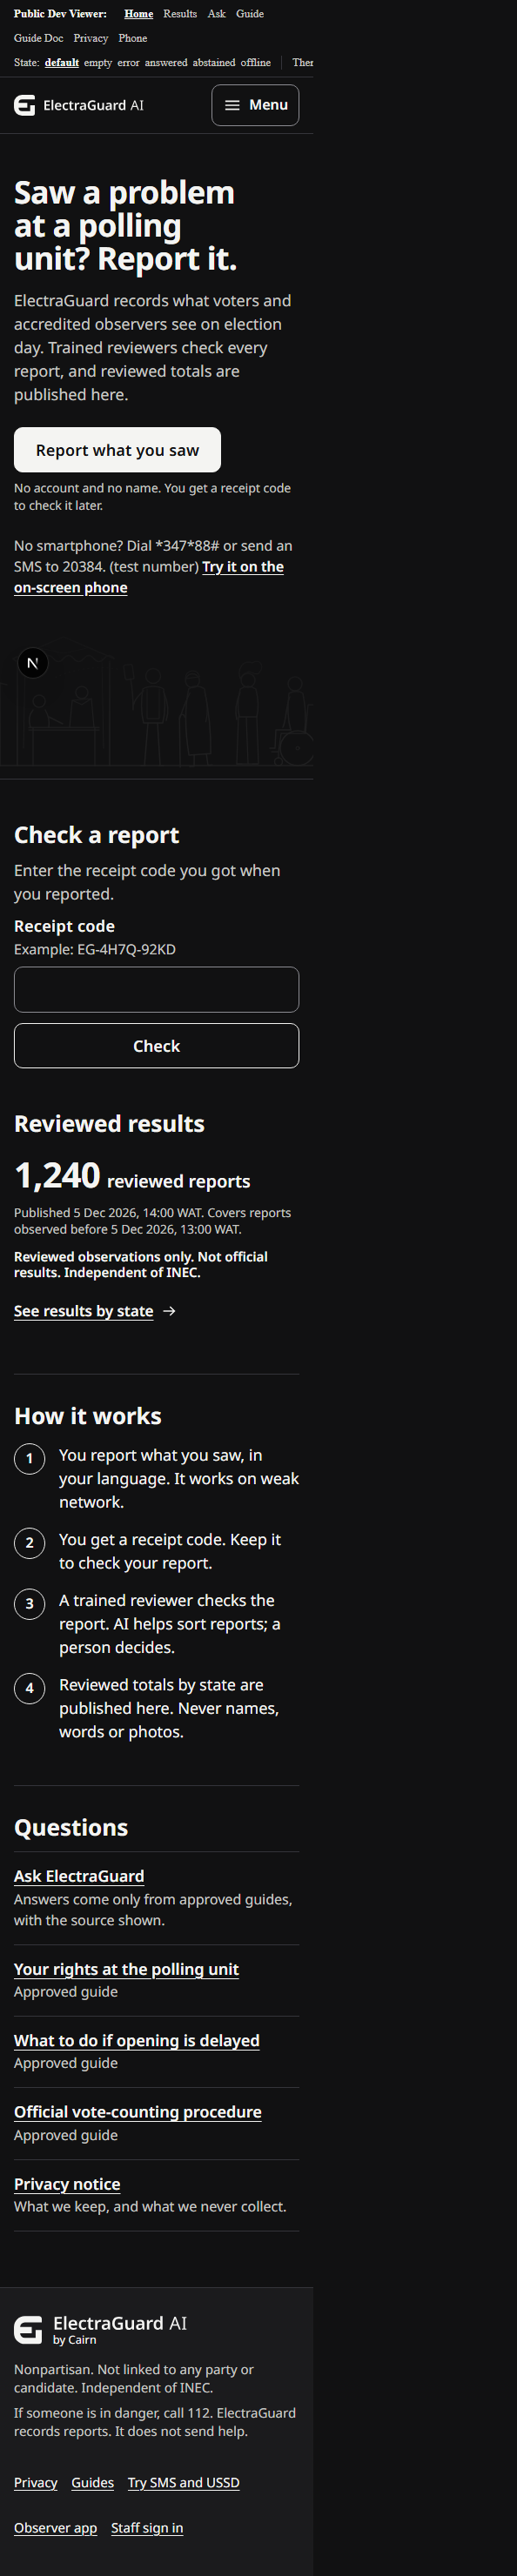 Public Dev Viewer: Home Results Ask Guide
Guide Doc Privacy Phone
State: default empty error answered abstained offline
ElectraGuard AI
Menu
Saw a problem
at a polling
unit? Report it.
ElectraGuard records what voters and
accredited observers see on election
day. Trained reviewers check every
report, and reviewed totals are
published here.
Report what you saw
No account and no name. You get a receipt code
to check it later.
No smartphone? Dial *347*88# or send an
SMS to 20384. (test number) Try it on the
on-screen phone
N
Check a report
Enter the receipt code you got when
you reported.
Receipt code
Example: EG-4H7Q-92KD
Check
Reviewed results
1,240 reviewed reports
Published 5 Dec 2026, 14:00 WAT. Covers reports
observed before 5 Dec 2026, 13:00 WAT.
Reviewed observations only. Not official
results. Independent of INEC.
See results by state →
How it works
1 You report what you saw, in
your language. It works on weak
network.
2 You get a receipt code. Keep it
to check your report.
3 A trained reviewer checks the
report. AI helps sort reports; a
person decides.
4 Reviewed totals by state are
published here. Never names,
words or photos.
Questions
Ask ElectraGuard
Answers come only from approved guides,
with the source shown.
Your rights at the polling unit
Approved guide
What to do if opening is delayed
Approved guide
Official vote-counting procedure
Approved guide
Privacy notice
What we keep, and what we never collect.
ElectraGuard AI
by Cairn
Nonpartisan. Not linked to any party or
candidate. Independent of INEC.
If someone is in danger, call 112. ElectraGuard
records reports. It does not send help.
Privacy Guides Try SMS and USSD
Observer app Staff sign in